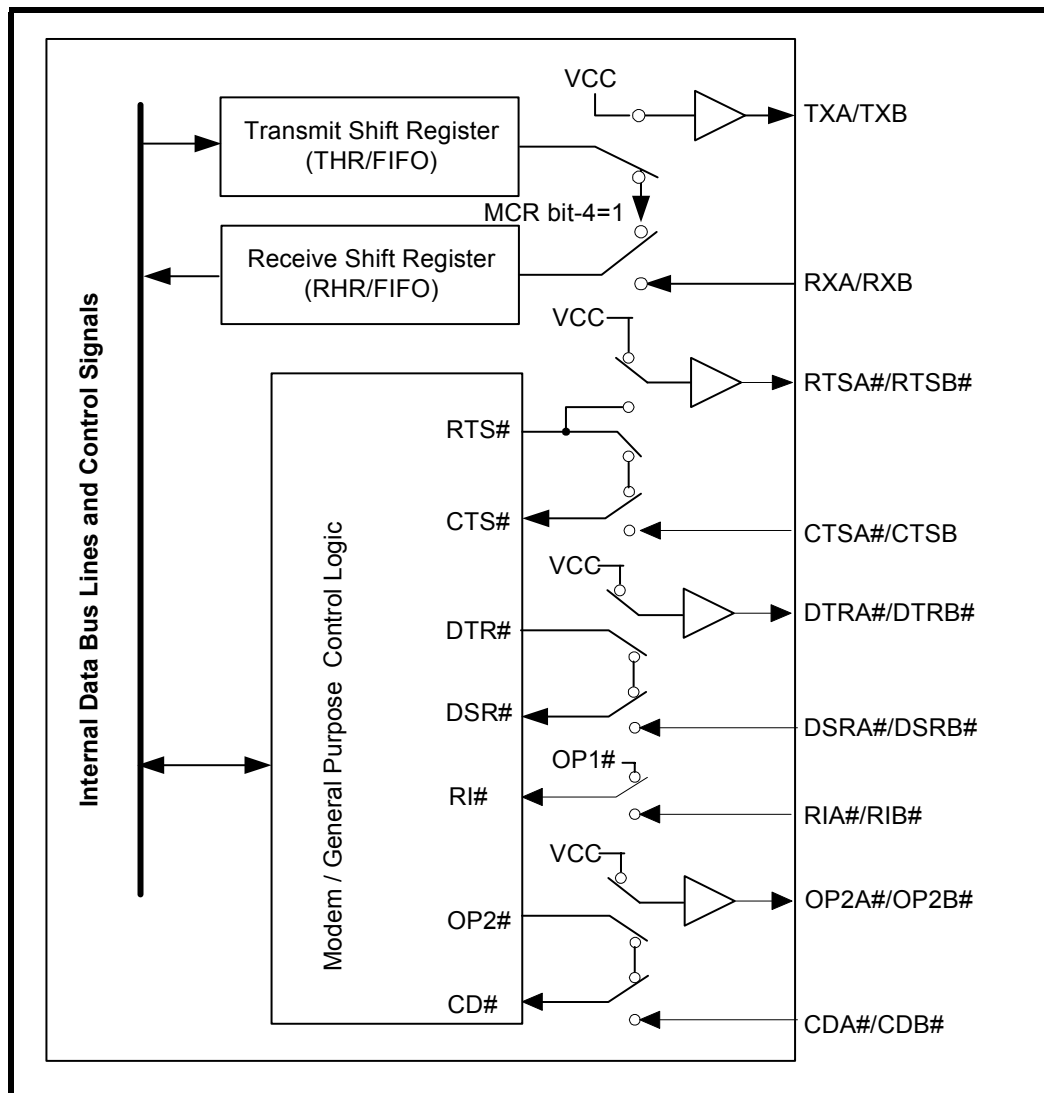 VCC
TXA/TXB
Transmit Shift Register
(THR/FIFO)
MCR bit-4=1
Receive Shift Register
(RHR/FIFO)
RXA/RXB
VCC
RTSA#/RTSB#
RTS#
CTS#
CTSA#/CTSB
VCC
DTRA#/DTRB#
DTR#
DSR#
DSRA#/DSRB#
OP1#
RI#
RIA#/RIB#
VCC
OP2A#/OP2B#
OP2#
CD#
CDA#/CDB#
Internal Data Bus Lines and Control Signals
Modem / General Purpose Control Logic